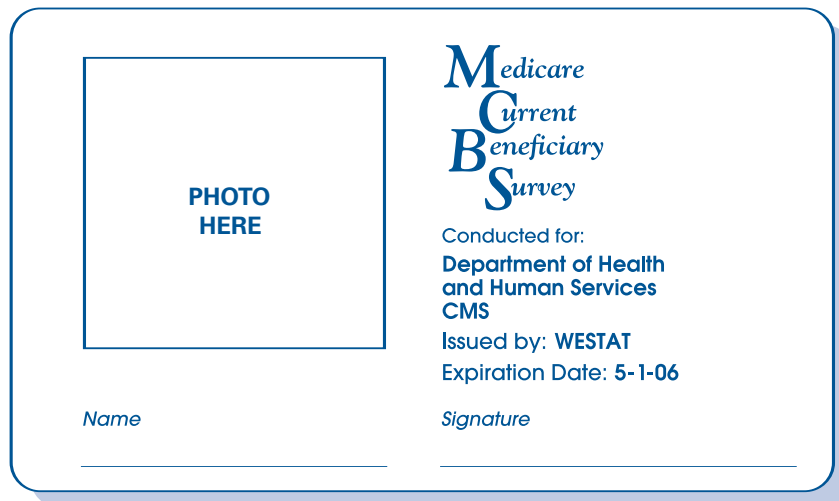 PHOTO
HERE
Medicare
Current
Beneficiary
Survey
Conducted for:
Department of Health
and Human Services
CMS
Issued by: WESTAT
Expiration Date: 5-1-06
Name
Signature